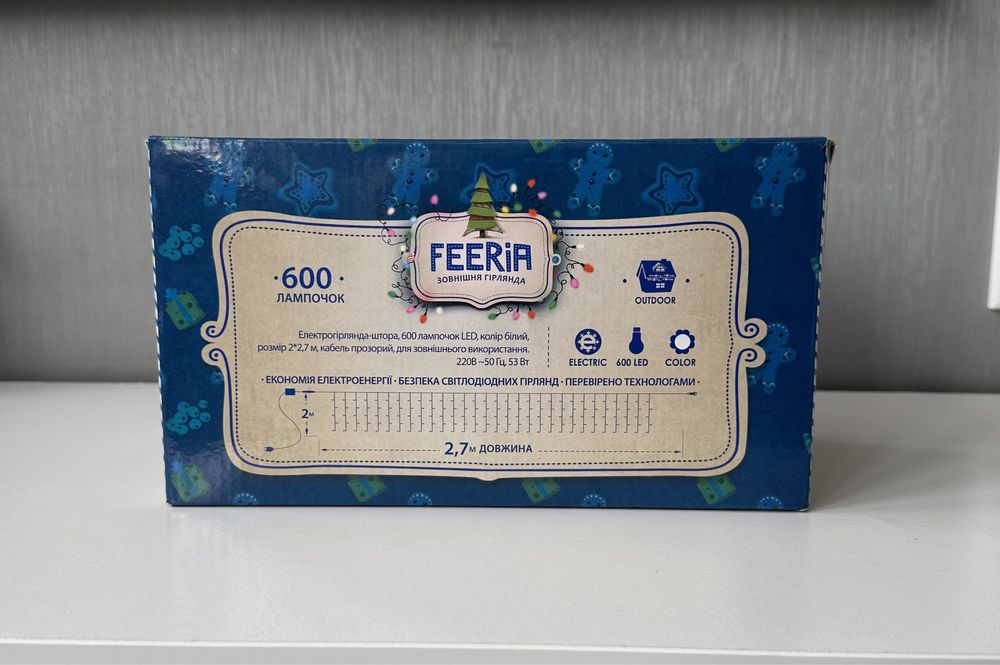 FEERiA
ЗОВНІШНЯ ГІРЛЯНДА
· 600 ·
ЛАМПОЧОК
OUTDOOR
Електрогірлянда-штора, 600 лампочок LED, колір білий,
розмір 2*2,7 м, кабель прозорий, для зовнішнього використання.
220В ~50 Гц, 53 Вт
e
ELECTRIC 600 LED COLOR
· ЕКОНОМІЯ ЕЛЕКТРОЕНЕРГІЇ · БЕЗПЕКА СВІТЛОДІОДНИХ ГІРЛЯНД · ПЕРЕВІРЕНО ТЕХНОЛОГАМИ ·
2м
2,7м ДОВЖИНА